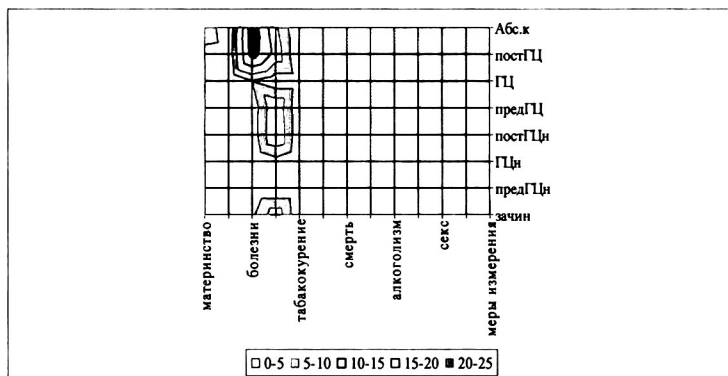 Абс.к
постГЦ
ГЦ
предГЦ
постГЦн
ГЦн
предГЦн
зачин
материнство
болезни
табакокурение
смерть
алкоголизм
секс
меры измерения
0-5 5-10 10-15 15-20 20-25